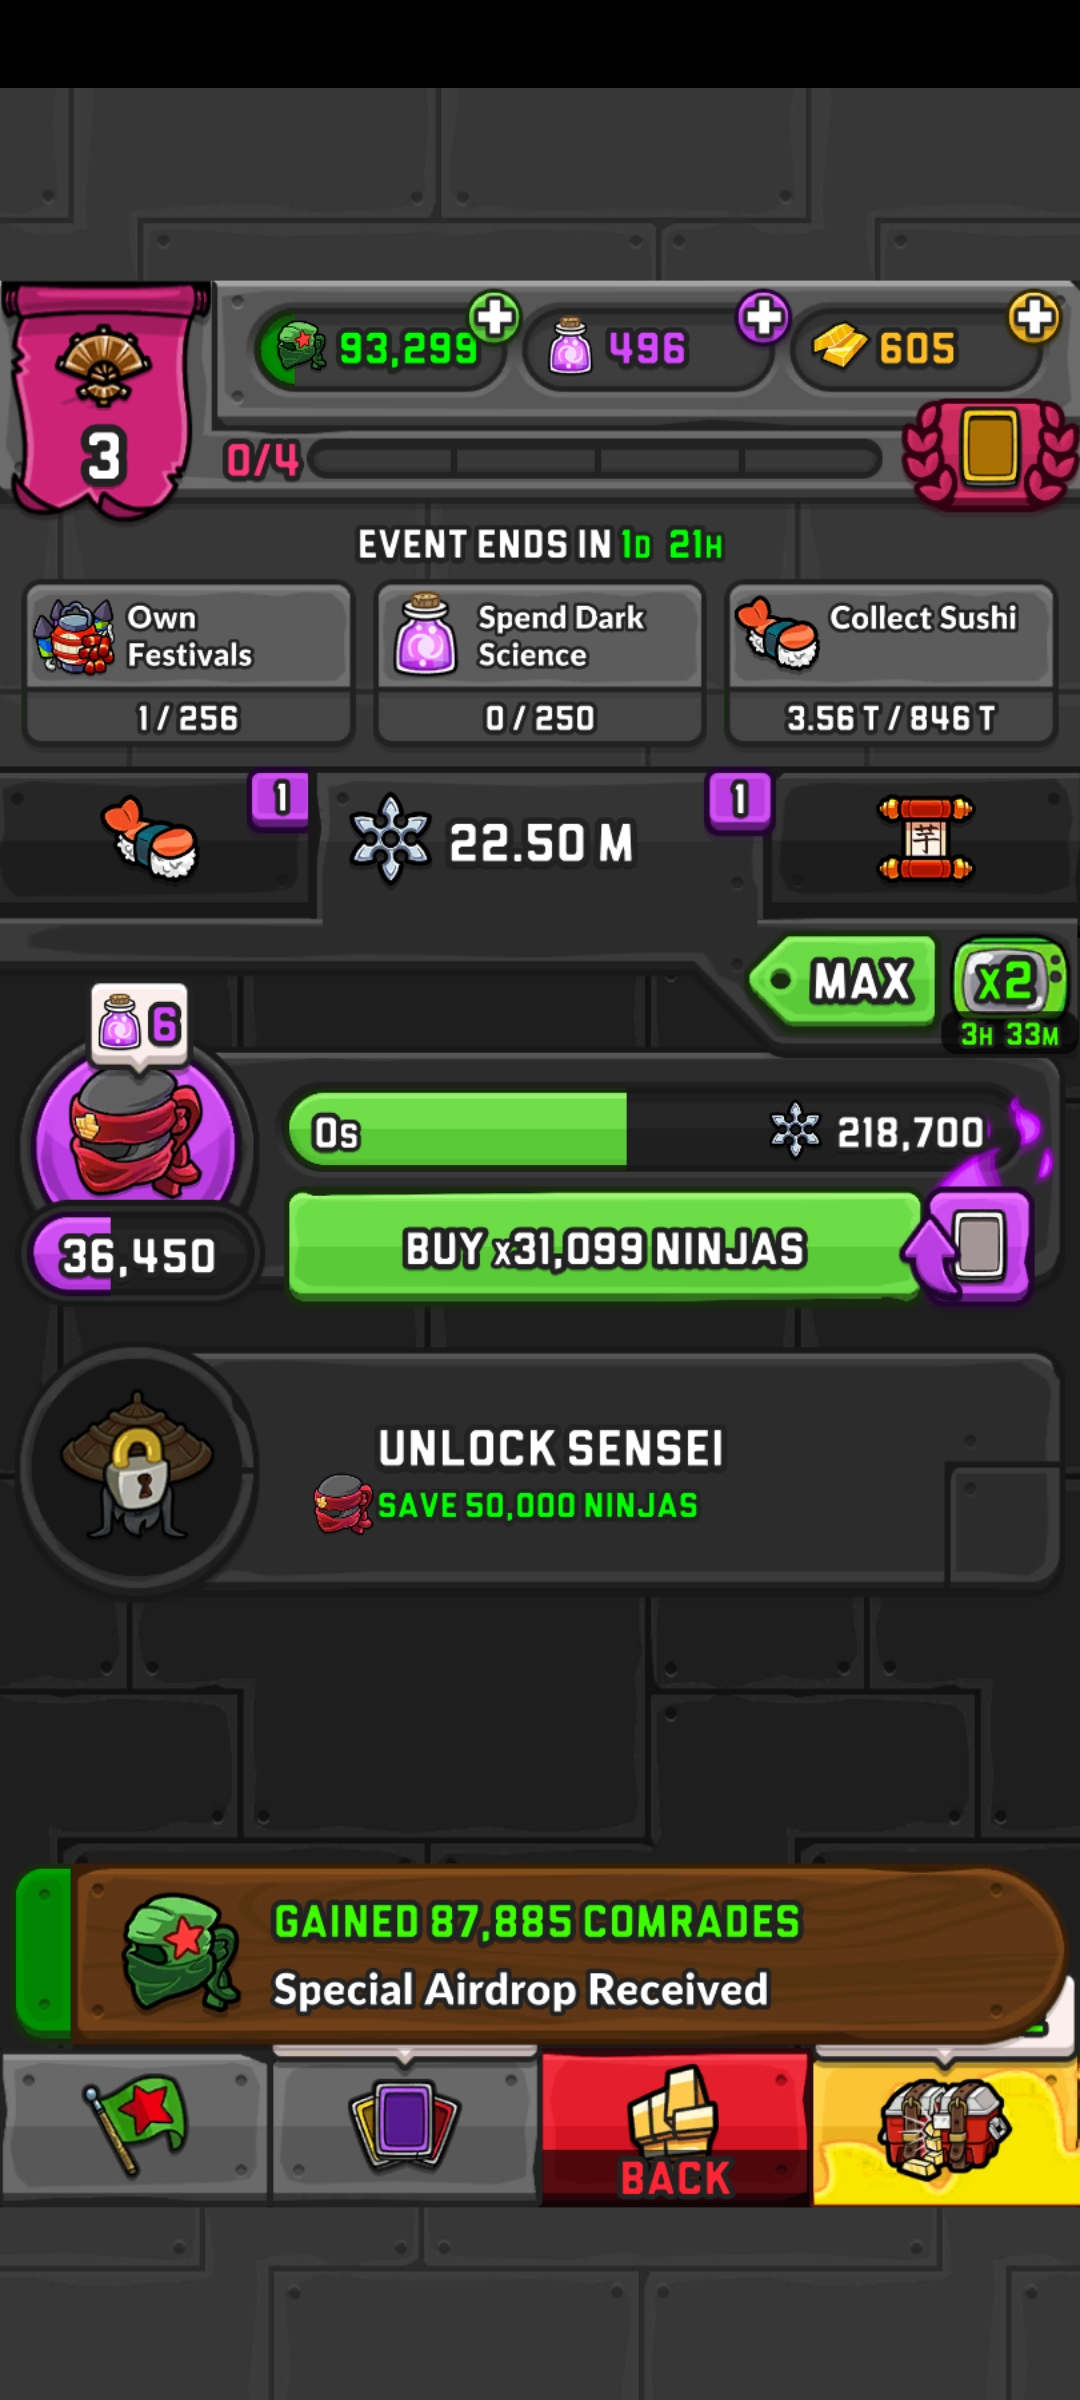 93,299
496
605
3
0/4
EVENT ENDS IN 1D 21H
Own
Festivals
1 / 256
Spend Dark
Science
0 / 250
Collect Sushi
3.56 T / 846 T
1
22.50 M
1
芋
MAX
x2
3H 33M
6
0s
218,700
36,450
BUY x31,099 NINJAS
UNLOCK SENSEI
SAVE 50,000 NINJAS
GAINED 87,885 COMRADES
Special Airdrop Received
BACK